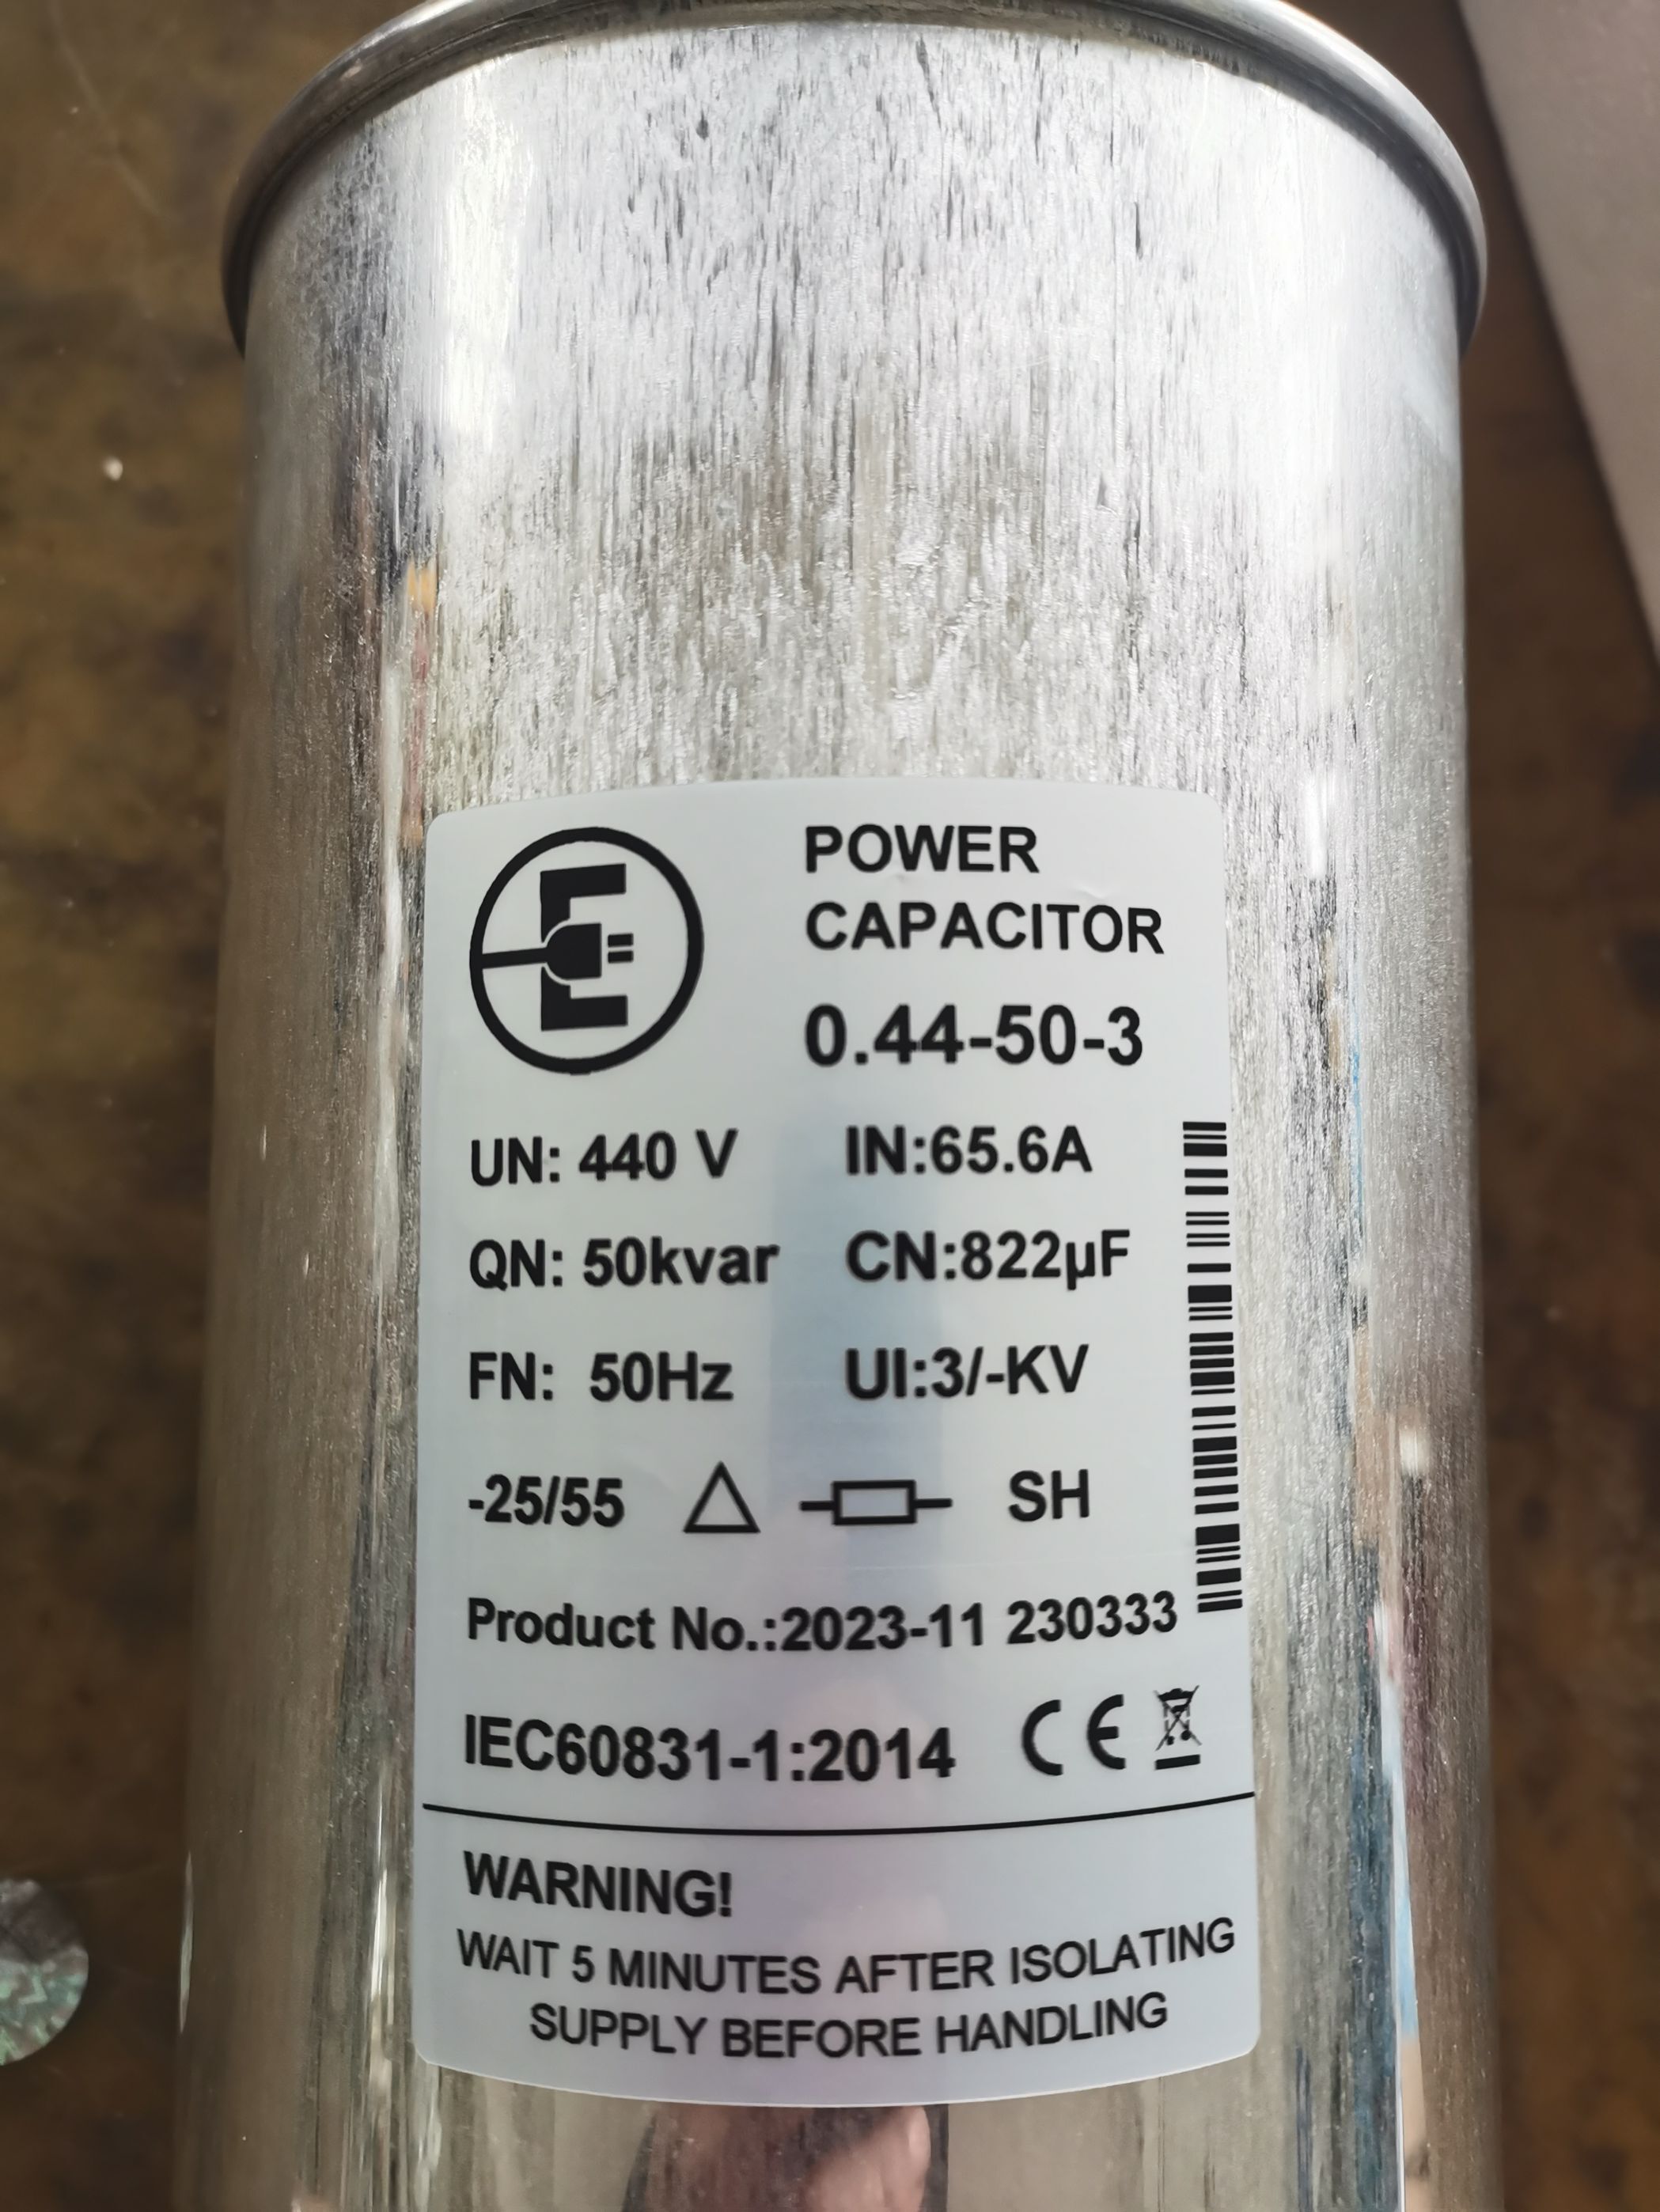 E
POWER
CAPACITOR
0.44-50-3
UN: 440 V IN:65.6A
QN: 50kvar CN:822µF
FN: 50Hz UI:3/-KV
-25/55 SH
Product No.:2023-11 230333
IEC60831-1:2014 CE
WARNING!
WAIT 5 MINUTES AFTER ISOLATING
SUPPLY BEFORE HANDLING